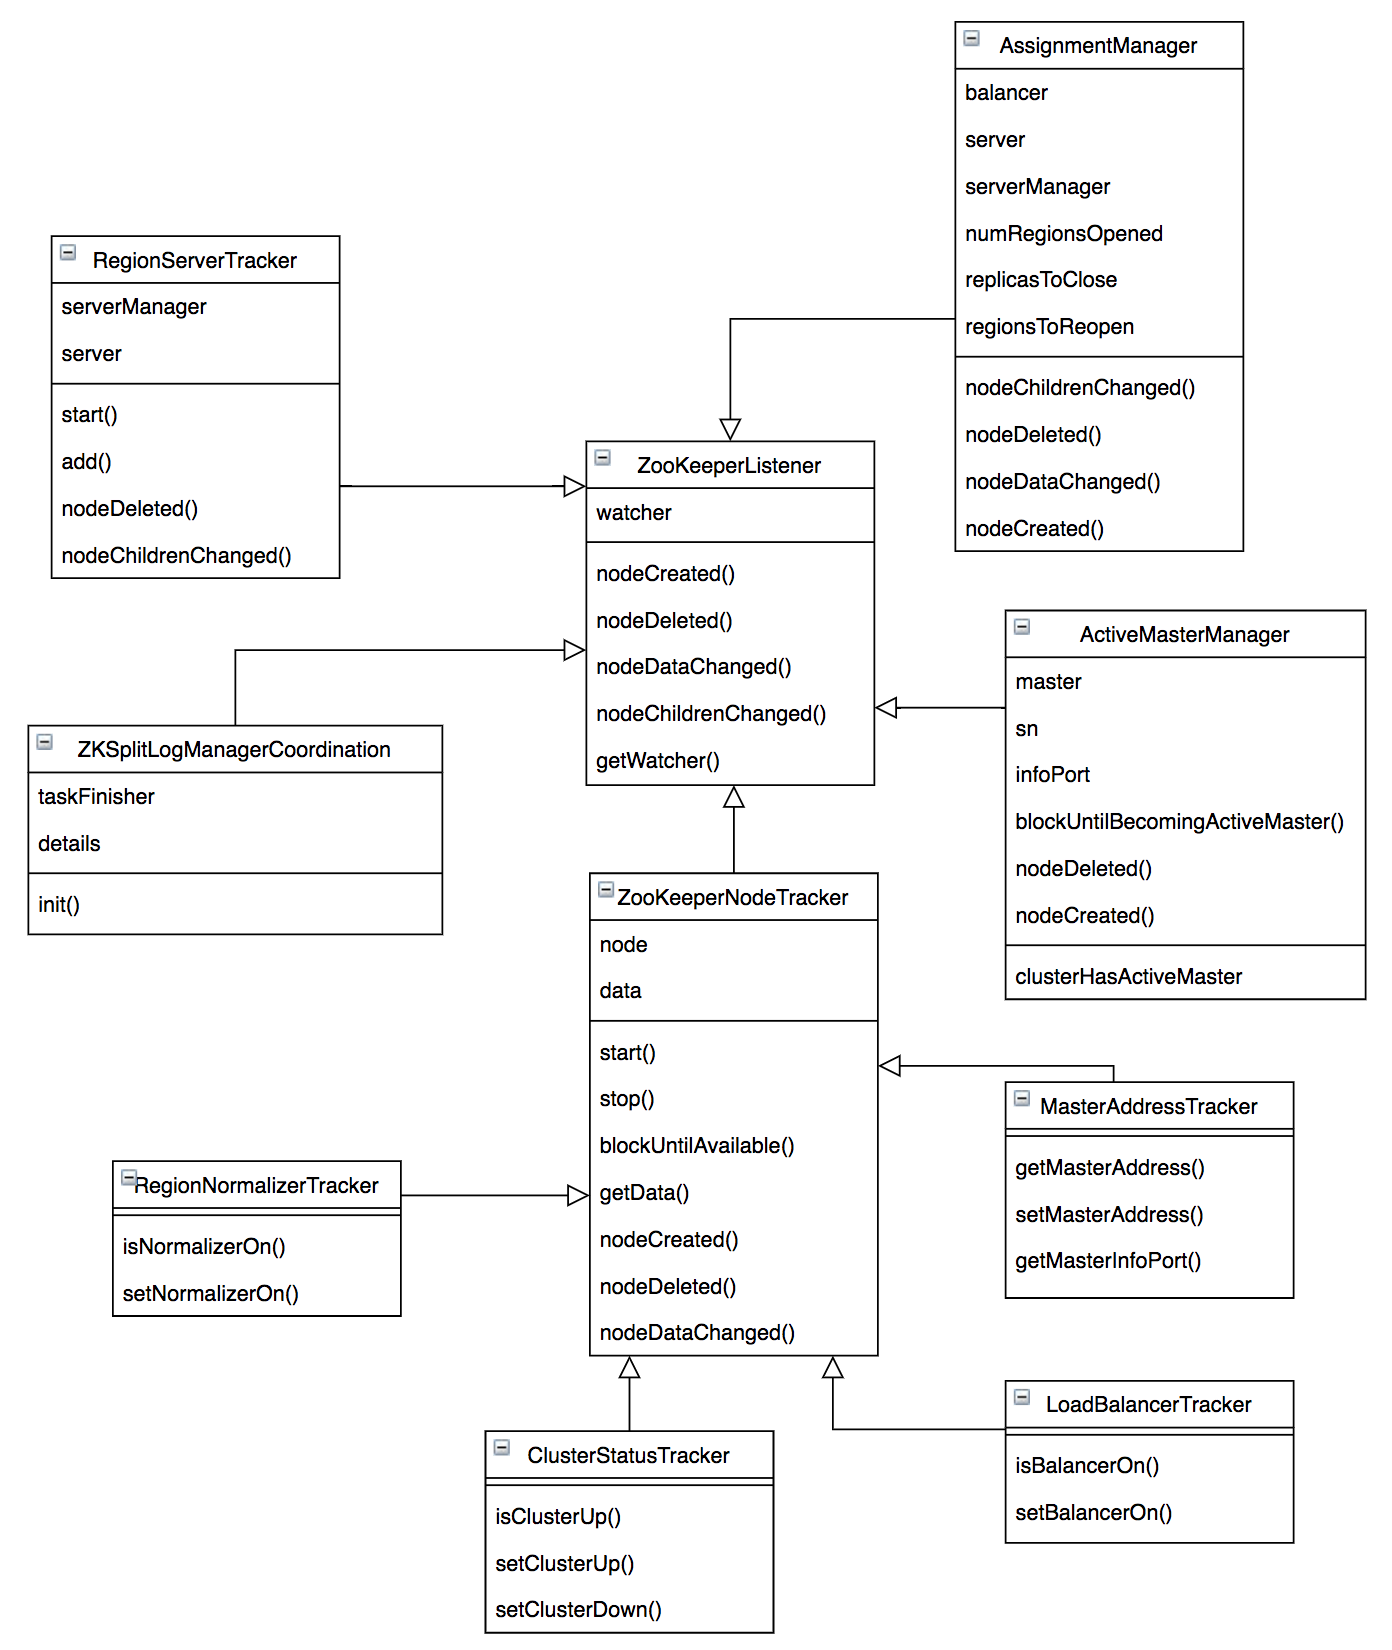 AssignmentManager
balancer
server
serverManager
numRegionsOpened
replicasToClose
regionsToReopen
nodeChildrenChanged()
nodeDeleted()
nodeDataChanged()
nodeCreated()
RegionServerTracker
serverManager
server
start()
add()
nodeDeleted()
nodeChildrenChanged()
ZooKeeperListener
watcher
nodeCreated()
nodeDeleted()
nodeDataChanged()
nodeChildrenChanged()
getWatcher()
ActiveMasterManager
master
sn
infoPort
blockUntilBecomingActiveMaster()
nodeDeleted()
nodeCreated()
clusterHasActiveMaster
ZKSplitLogManagerCoordination
taskFinisher
details
init()
ZooKeeperNodeTracker
node
data
start()
stop()
blockUntilAvailable()
getData()
nodeCreated()
nodeDeleted()
nodeDataChanged()
MasterAddressTracker
getMasterAddress()
setMasterAddress()
getMasterInfoPort()
RegionNormalizerTracker
isNormalizerOn()
setNormalizerOn()
LoadBalancerTracker
isBalancerOn()
setBalancerOn()
ClusterStatusTracker
isClusterUp()
setClusterUp()
setClusterDown()